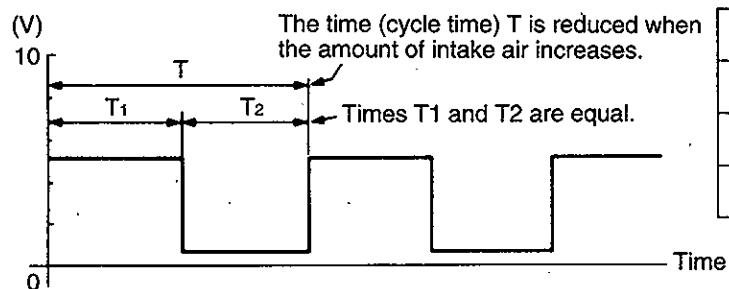 (V)
10
The time (cycle time) T is reduced when
the amount of intake air increases.
T
T1
T2
Times T1 and T2 are equal.
Time
0